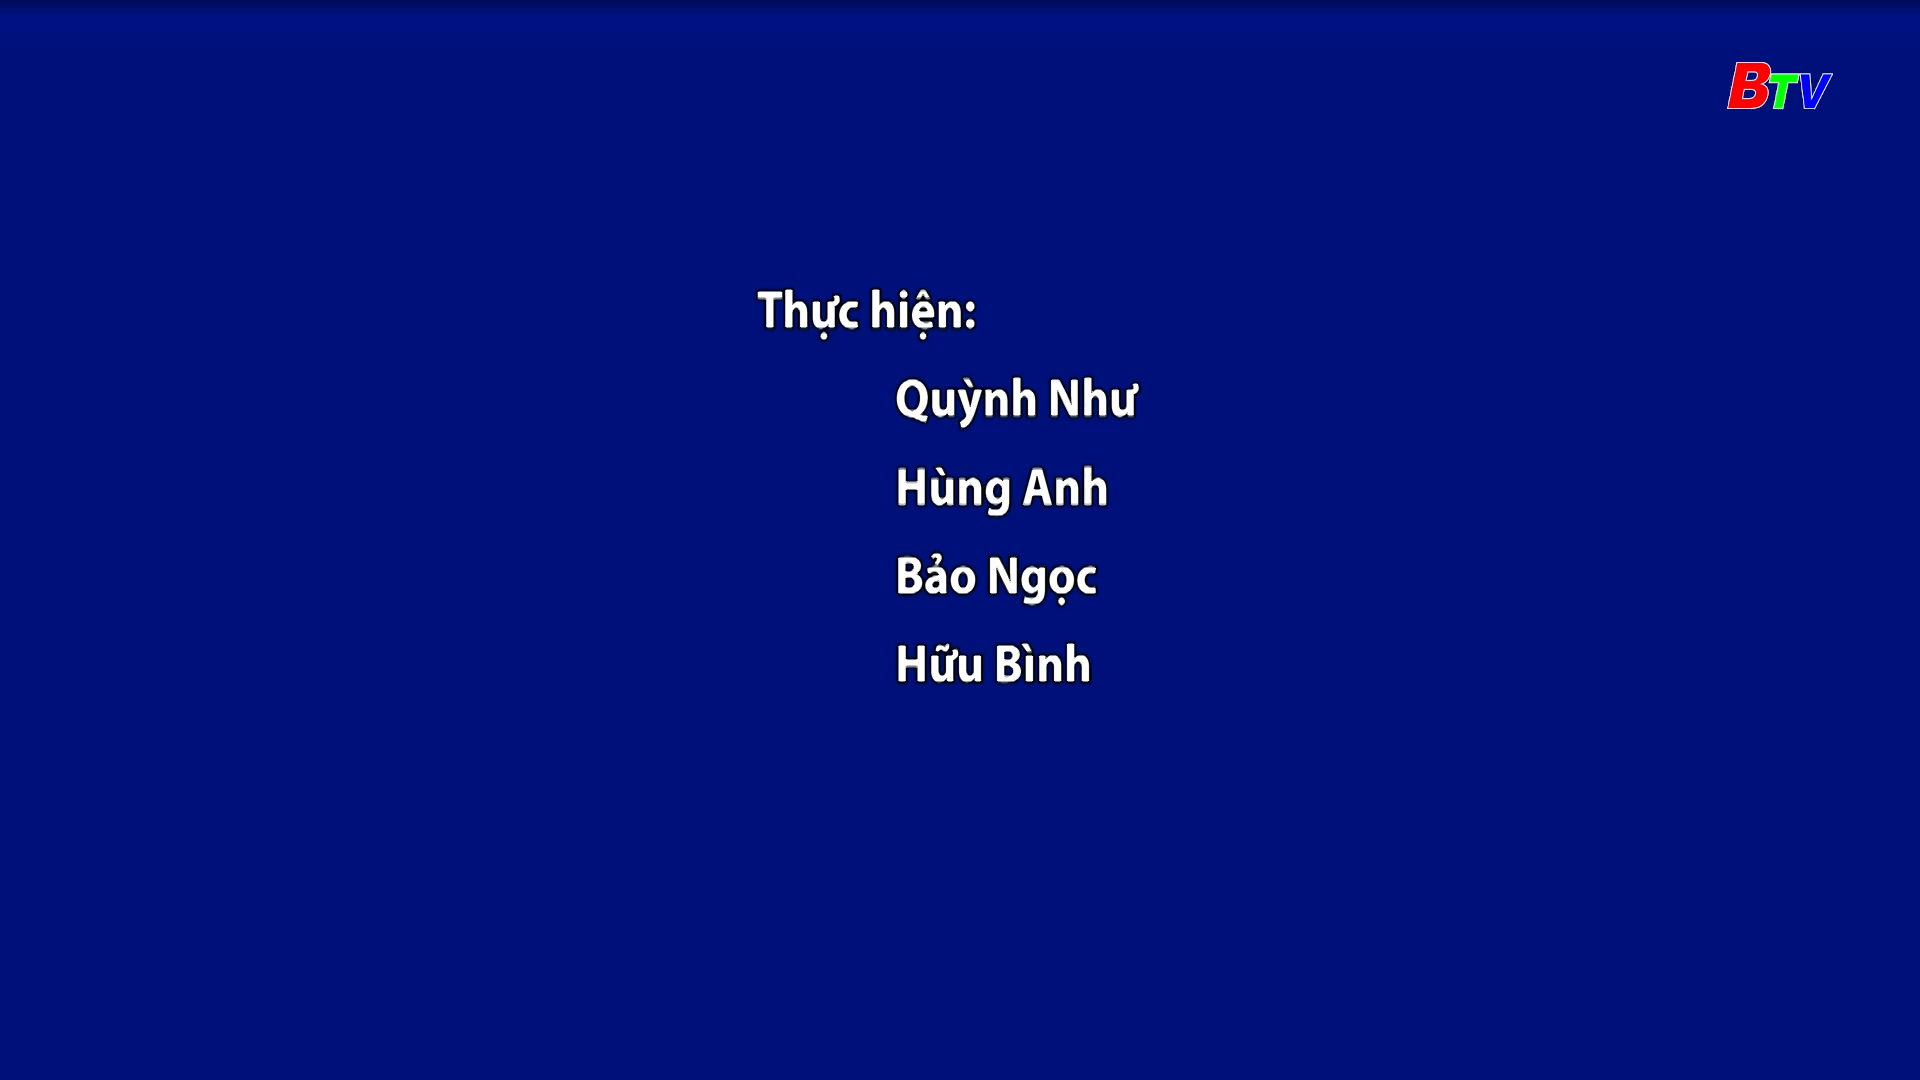 BTV
Thực hiện:
Quỳnh Như
Hùng Anh
Bảo Ngọc
Hữu Bình